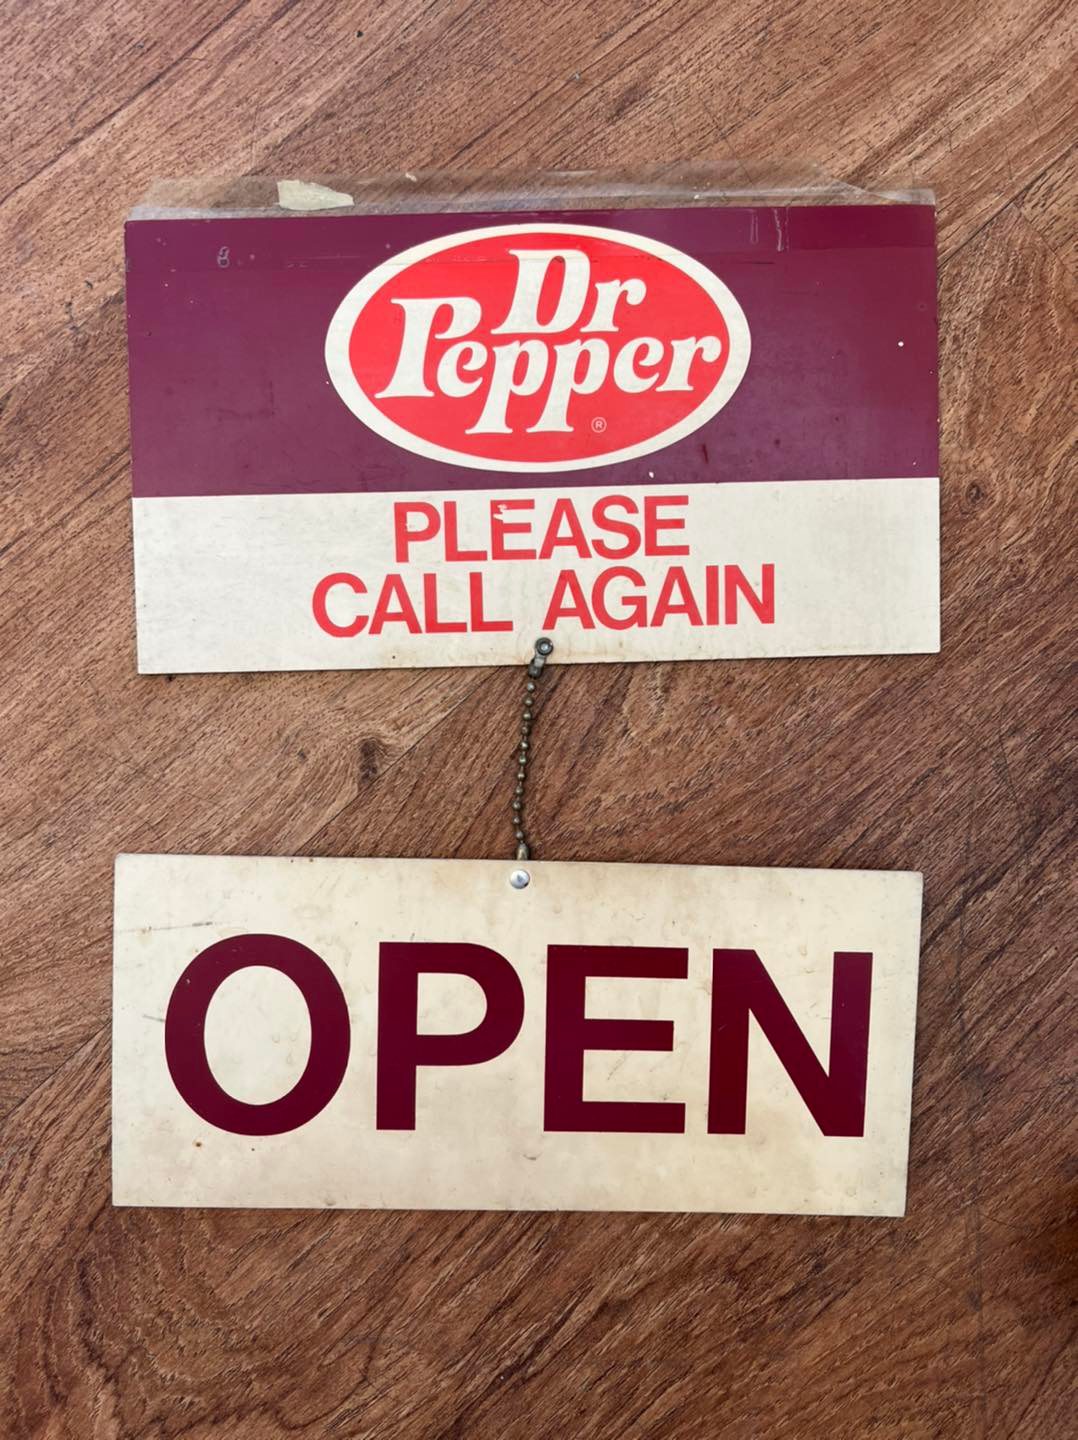 Dr
Pepper
®
PLEASE
CALL AGAIN
OPEN